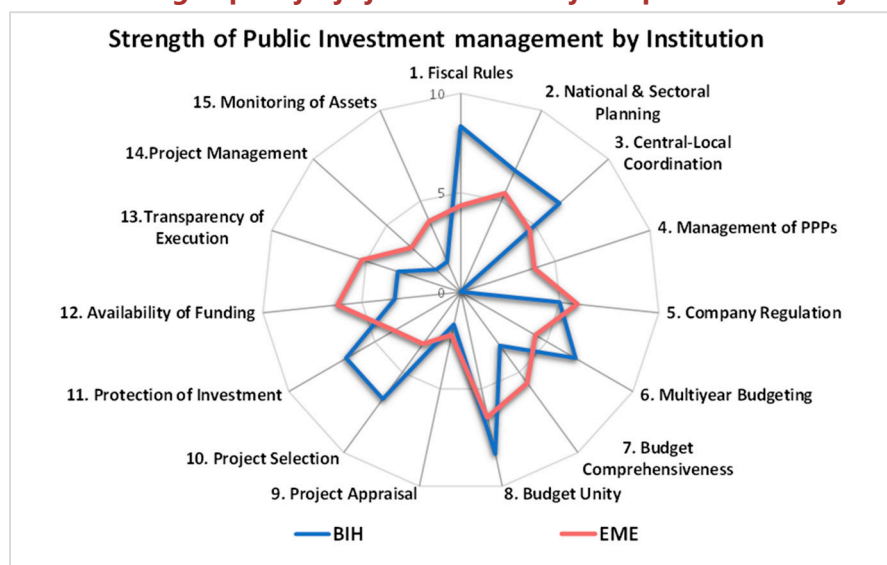 Strength of Public Investment management by Institution
1. Fiscal Rules
2. National & Sectoral
Planning
3. Central-Local
Coordination
4. Management of PPPs
5. Company Regulation
6. Multiyear Budgeting
7. Budget
Comprehensiveness
8. Budget Unity
9. Project Appraisal
10. Project Selection
11. Protection of Investment
12. Availability of Funding
13.Transparency of
Execution
14.Project Management
15. Monitoring of Assets
10
5
0
BIH
EME